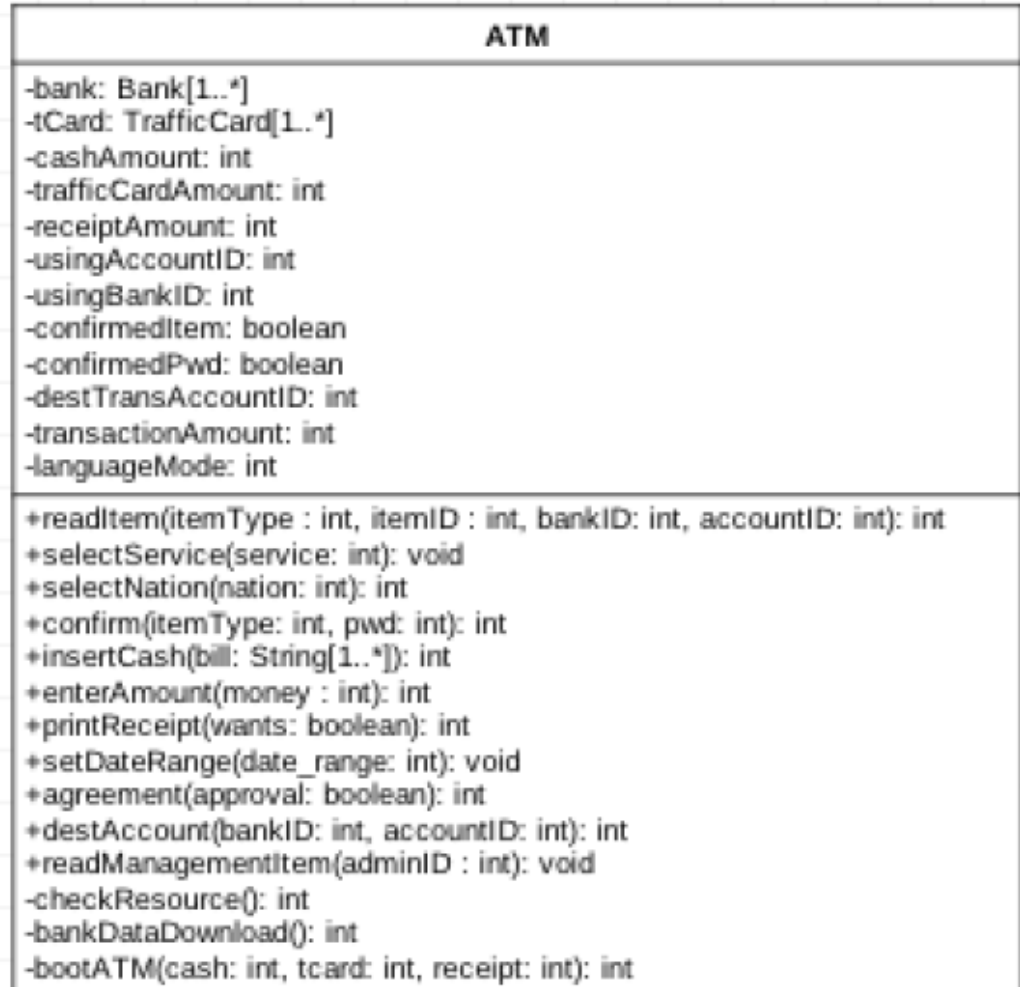 ATM
-bank: Bank[1..*]
-tCard: TrafficCard[1..*]
-cashAmount: int
-trafficCardAmount: int
-receiptAmount: int
-usingAccountID: int
-usingBankID: int
-confirmedItem: boolean
-confirmedPwd: boolean
-destTransAccountID: int
-transactionAmount: int
-languageMode: int
+readItem(itemType : int, itemID : int, bankID: int, accountID: int): int
+selectService(service: int): void
+selectNation(nation: int): int
+confirm(itemType: int, pwd: int): int
+insertCash(bill: String[1..*]): int
+enterAmount(money : int): int
+printReceipt(wants: boolean): int
+setDateRange(date_range: int): void
+agreement(approval: boolean): int
+destAccount(bankID: int, accountID: int): int
+readManagementItem(adminID : int): void
-checkResource(): int
-bankDataDownload(): int
-bootATM(cash: int, tcard: int, receipt: int): int